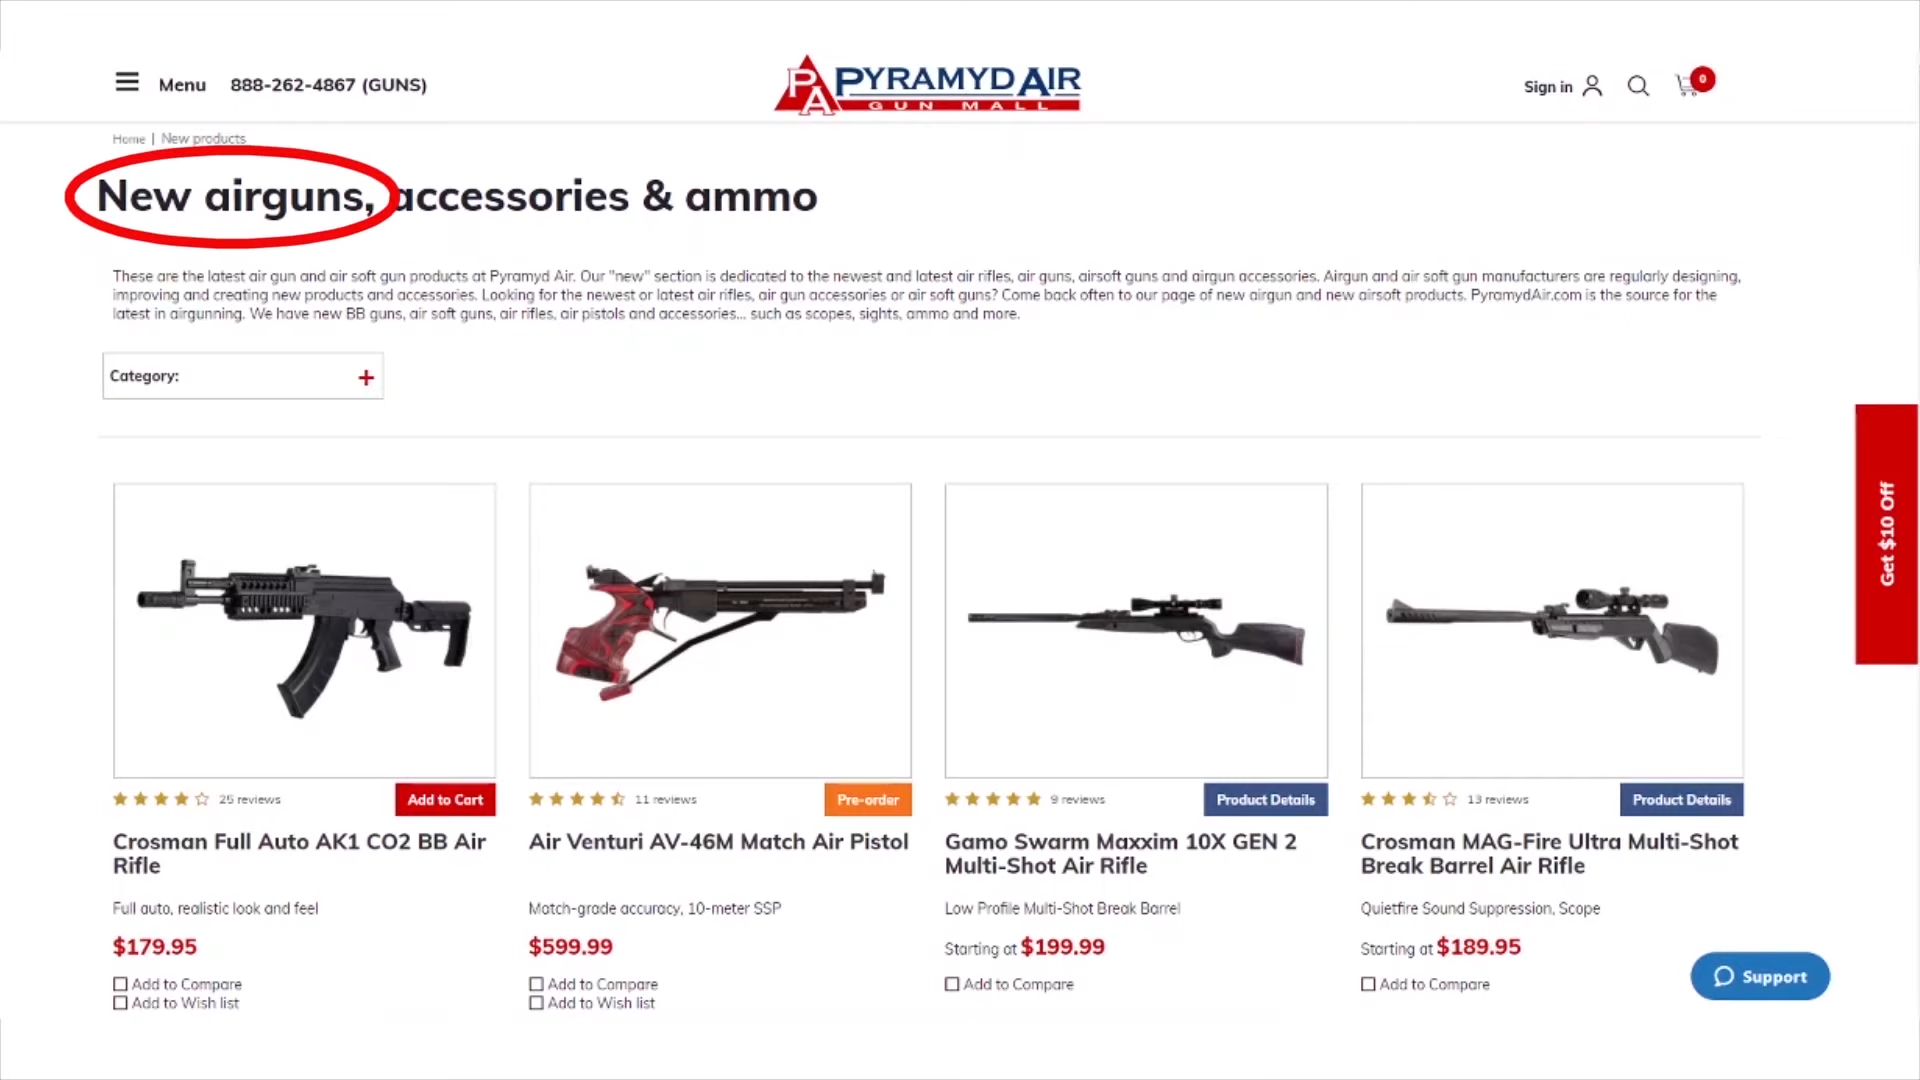 Menu 888-262-4867 (GUNS)
PA PYRAMYD AIR
GUN MALL
Sign in
0
Home | New products
New airguns, accessories & ammo
These are the latest air gun and air soft gun products at Pyramyd Air. Our "new" section is dedicated to the newest and latest air rifles, air guns, airsoft guns and airgun accessories. Airgun and air soft gun manufacturers are regularly designing,
improving and creating new products and accessories. Looking for the newest or latest air rifles, air gun accessories or air soft guns? Come back often to our page of new airgun and new airsoft products. PyramydAir.com is the source for the
latest in airgunning. We have new BB guns, air soft guns, air rifles, air pistols and accessories... such as scopes, sights, ammo and more.
Category: +
Get $10 Off
25 reviews
Add to Cart
Crosman Full Auto AK1 CO2 BB Air
Rifle
Full auto, realistic look and feel
$179.95
Add to Compare
Add to Wish list
11 reviews
Pre-order
Air Venturi AV-46M Match Air Pistol
Match-grade accuracy, 10-meter SSP
$599.99
Add to Compare
Add to Wish list
9 reviews
Product Details
Gamo Swarm Maxxim 10X GEN 2
Multi-Shot Air Rifle
Low Profile Multi-Shot Break Barrel
Starting at $199.99
Add to Compare
13 reviews
Product Details
Crosman MAG-Fire Ultra Multi-Shot
Break Barrel Air Rifle
Quietfire Sound Suppression, Scope
Starting at $189.95
Add to Compare
Support